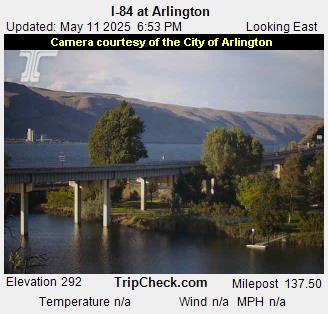 I-84 at Arlington
Updated: May 11 2025 6:53 PM Looking East
Camera courtesy of the City of Arlington
Elevation 292 TripCheck.com Milepost 137.50
Temperature n/a Wind n/a MPH n/a